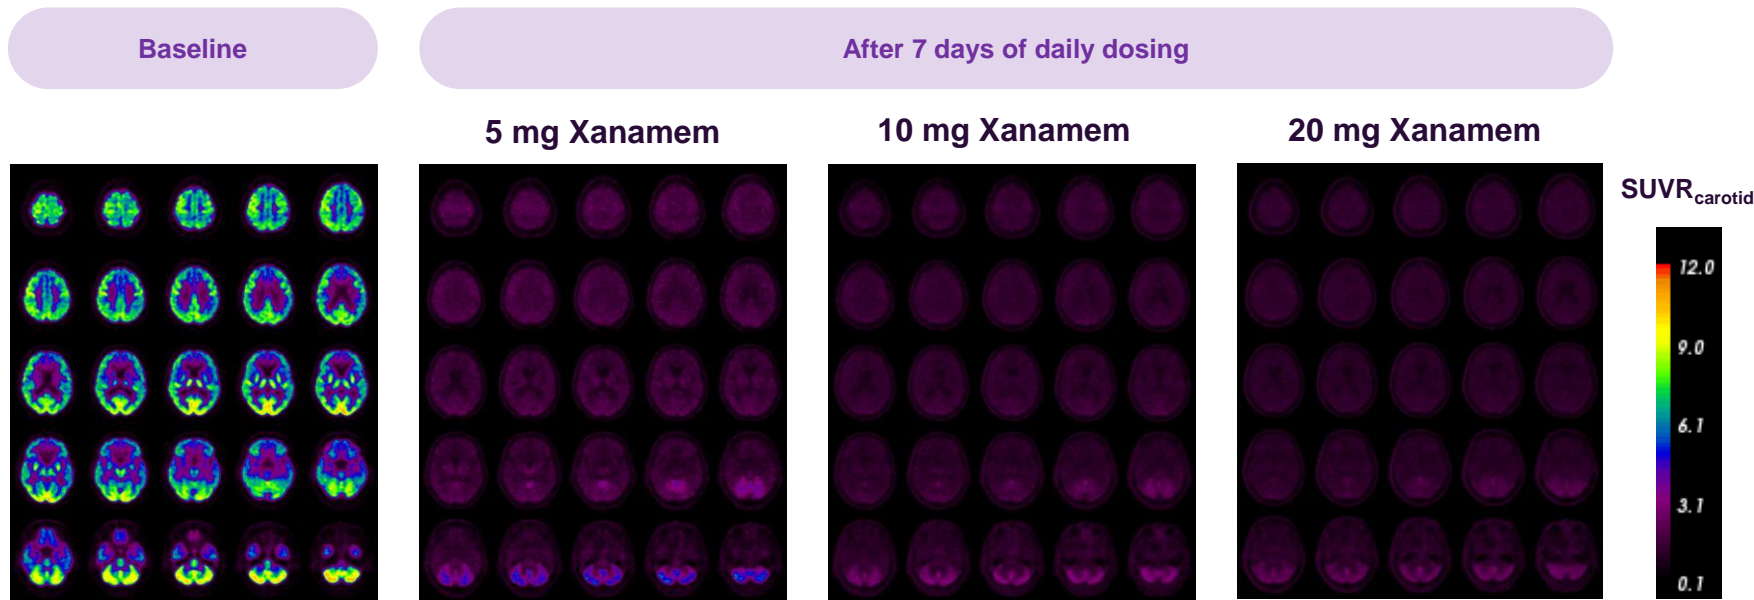 Baseline
After 7 days of daily dosing
5 mg Xanamem
10 mg Xanamem
20 mg Xanamem
SUVRcarotid
12.0
9.0
6.1
3.1
0.1